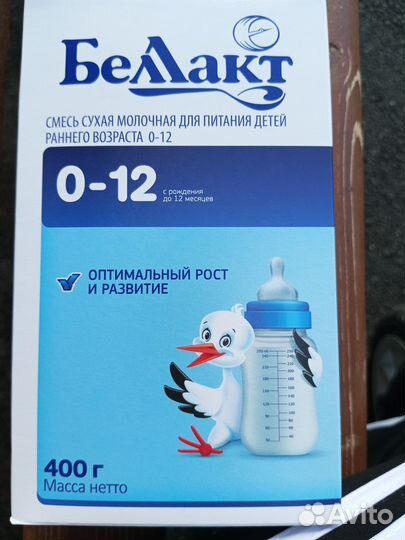 Беллакт
СМЕСЬ СУХАЯ МОЛОЧНАЯ ДЛЯ ПИТАНИЯ ДЕТЕЙ
РАННЕГО ВОЗРАСТА 0-12
0-12
с рождения
до 12 месяцев
ОПТИМАЛЬНЫЙ РОСТ
И РАЗВИТИЕ
400 г
Масса нетто
Avito